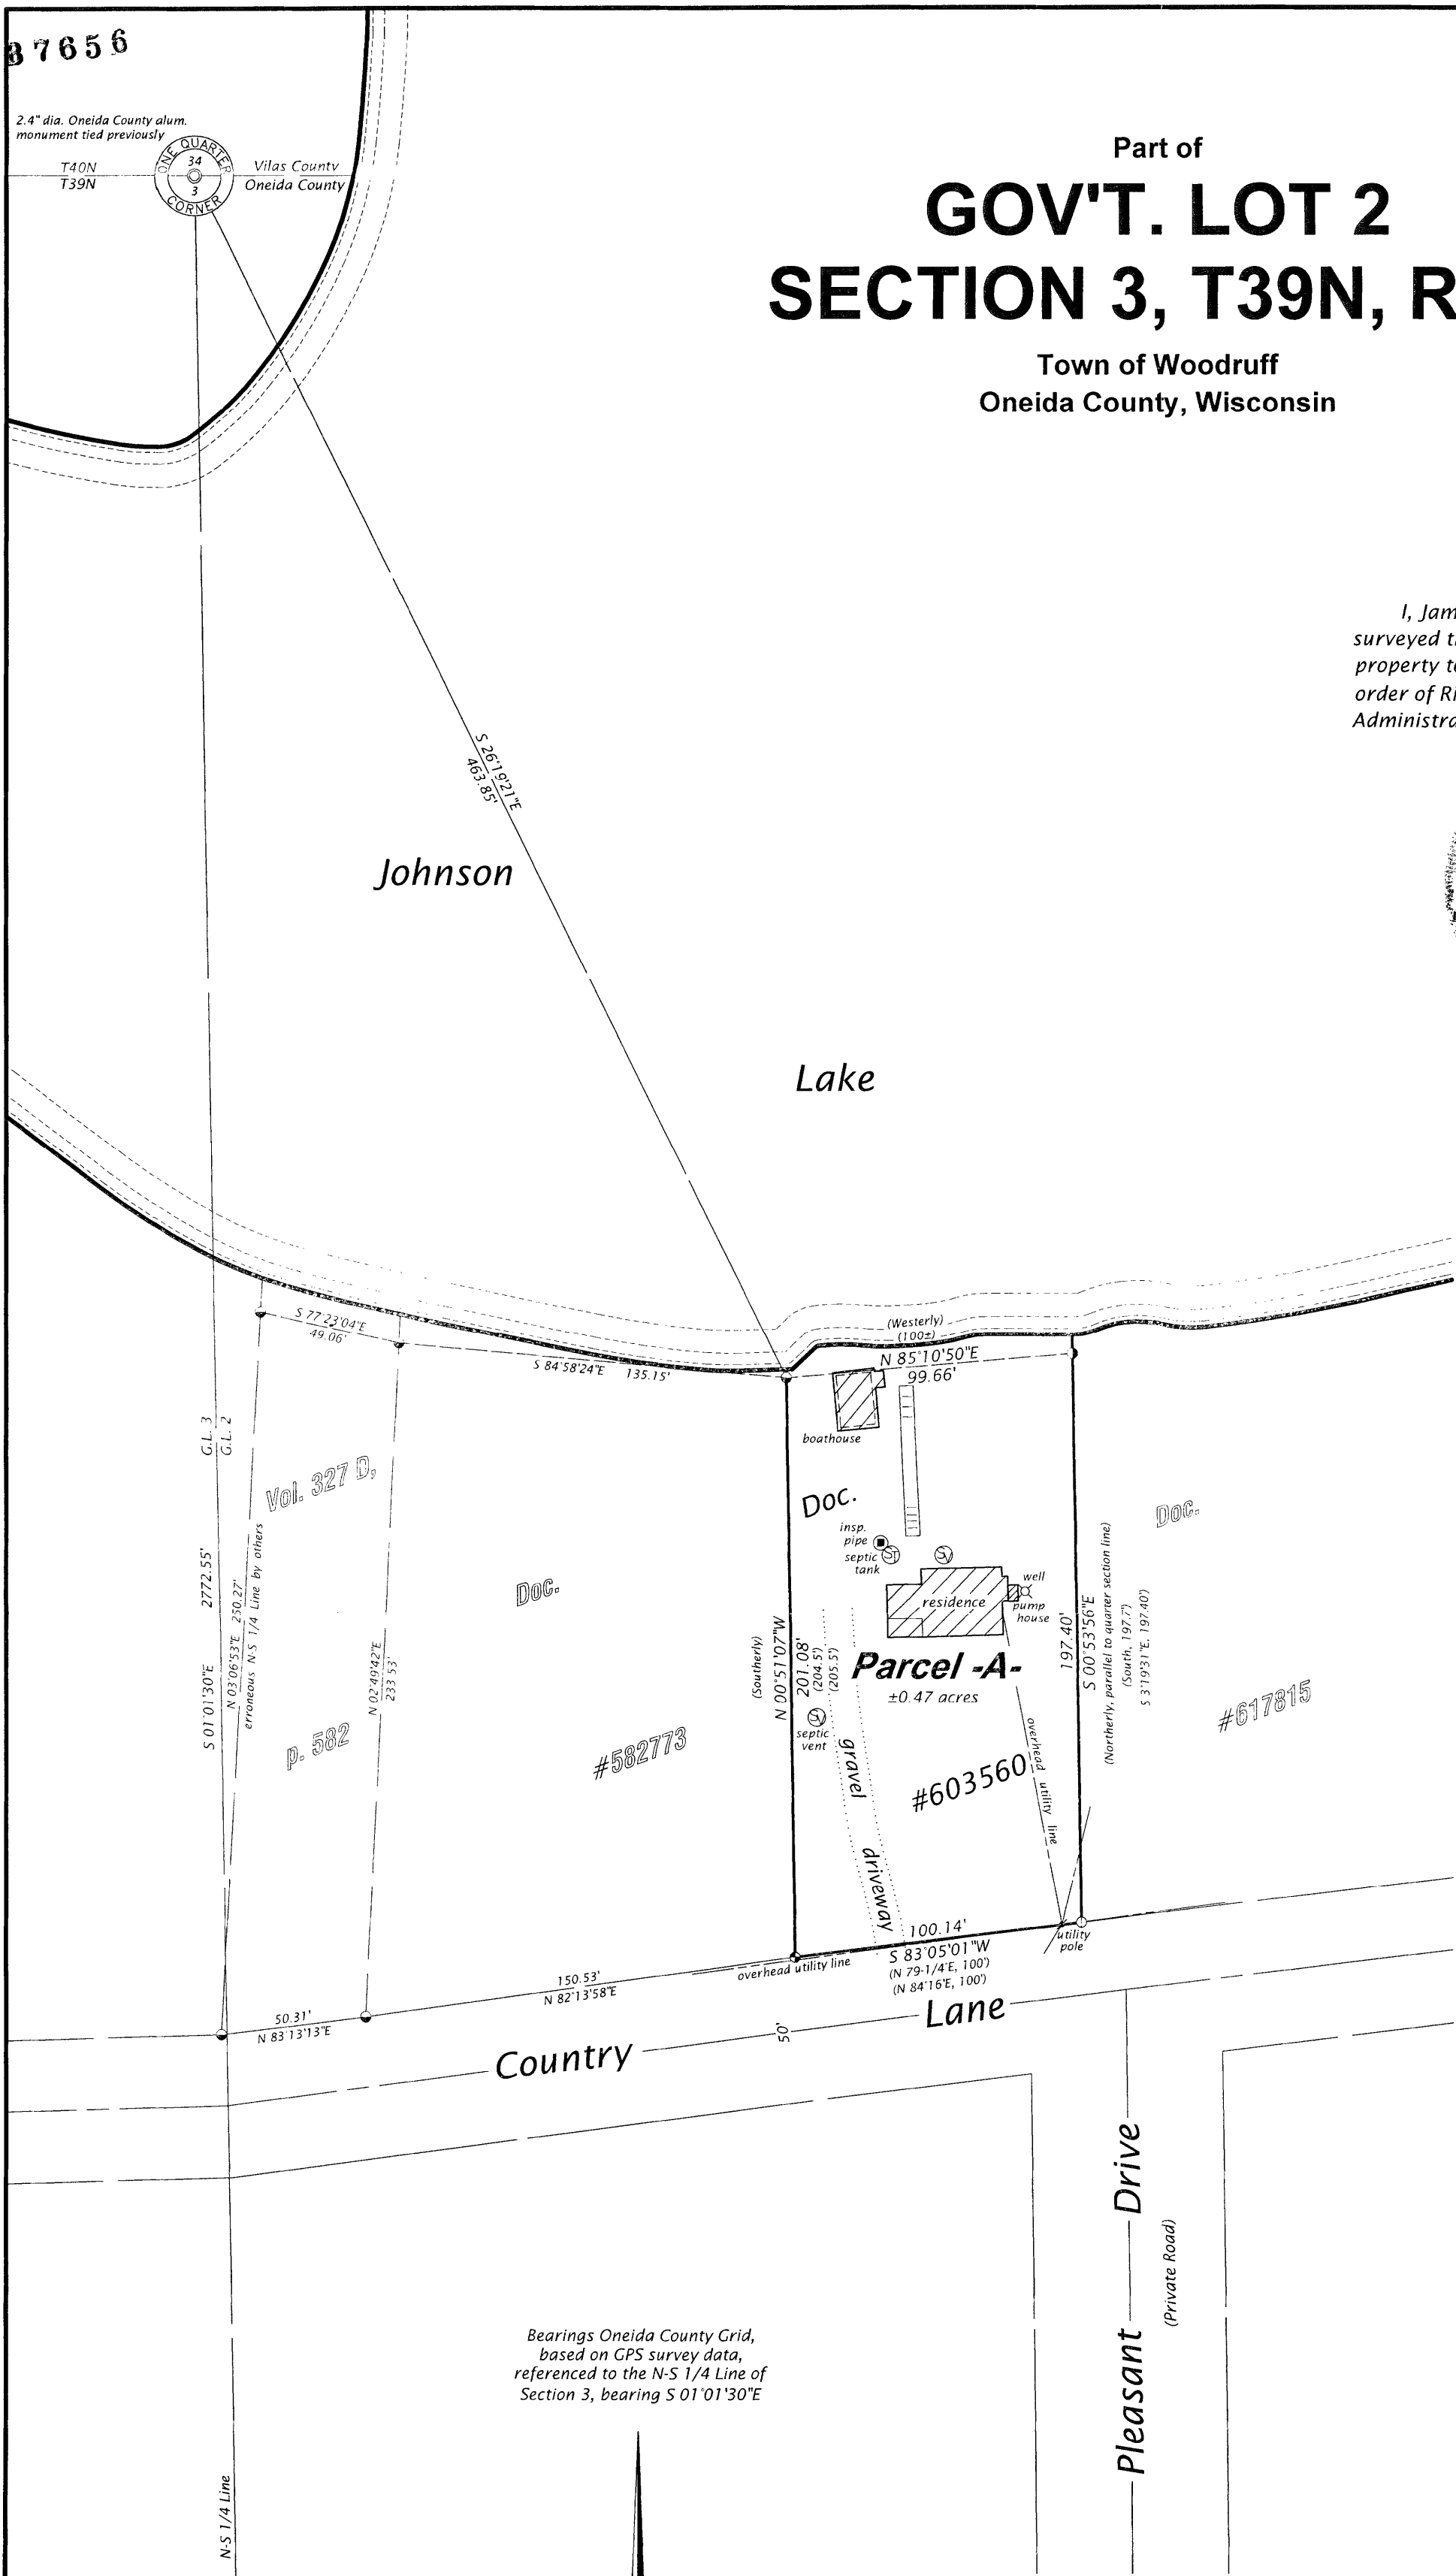 37656
2.4" dia. Oneida County alum.
monument tied previously
T40N
T39N
ONE QUARTER
34
3
CORNER
Vilas County
Oneida County
Part of
GOV'T. LOT 2
SECTION 3, T39N, R
Town of Woodruff
Oneida County, Wisconsin
I, Jam
surveyed t
property t
order of
Administra
S 26°19'21"E
463.85'
Johnson
Lake
(Westerly)
(100±)
S 77°23'04"E
49.06'
S 84°58'24"E 135.15'
N 85°10'50"E
99.66'
boathouse
G.L. 3
G.L. 2
Vol. 327 D,
p. 582
Doc.
#582773
Doc.
#603560
Doc.
#617815
insp.
pipe
septic
tank
ST
SV
residence
well
pump
house
Parcel -A-
±0.47 acres
SV
septic
vent
gravel
driveway
overhead utility line
S 01°01'30"E 2772.55'
N 03°06'53"E 250.27'
erroneous N-S 1/4 Line by others
N 02°49'42"E
233.53'
(Southerly)
N 00°51'07"W
201.08'
(204.5')
(205.5')
197.40'
S 00°53'56"E
(Northerly, parallel to quarter section line)
(South, 197.7')
S 3°19'31"E, 197.40')
100.14'
S 83°05'01"W
(N 79-1/4°E, 100')
(N 84°16'E, 100')
utility
pole
overhead utility line
150.53'
N 82°13'58"E
50.31'
N 83°13'13"E
50'
Country Lane
Pleasant Drive
(Private Road)
Bearings Oneida County Grid,
based on GPS survey data,
referenced to the N-S 1/4 Line of
Section 3, bearing S 01°01'30"E
N-S 1/4 Line